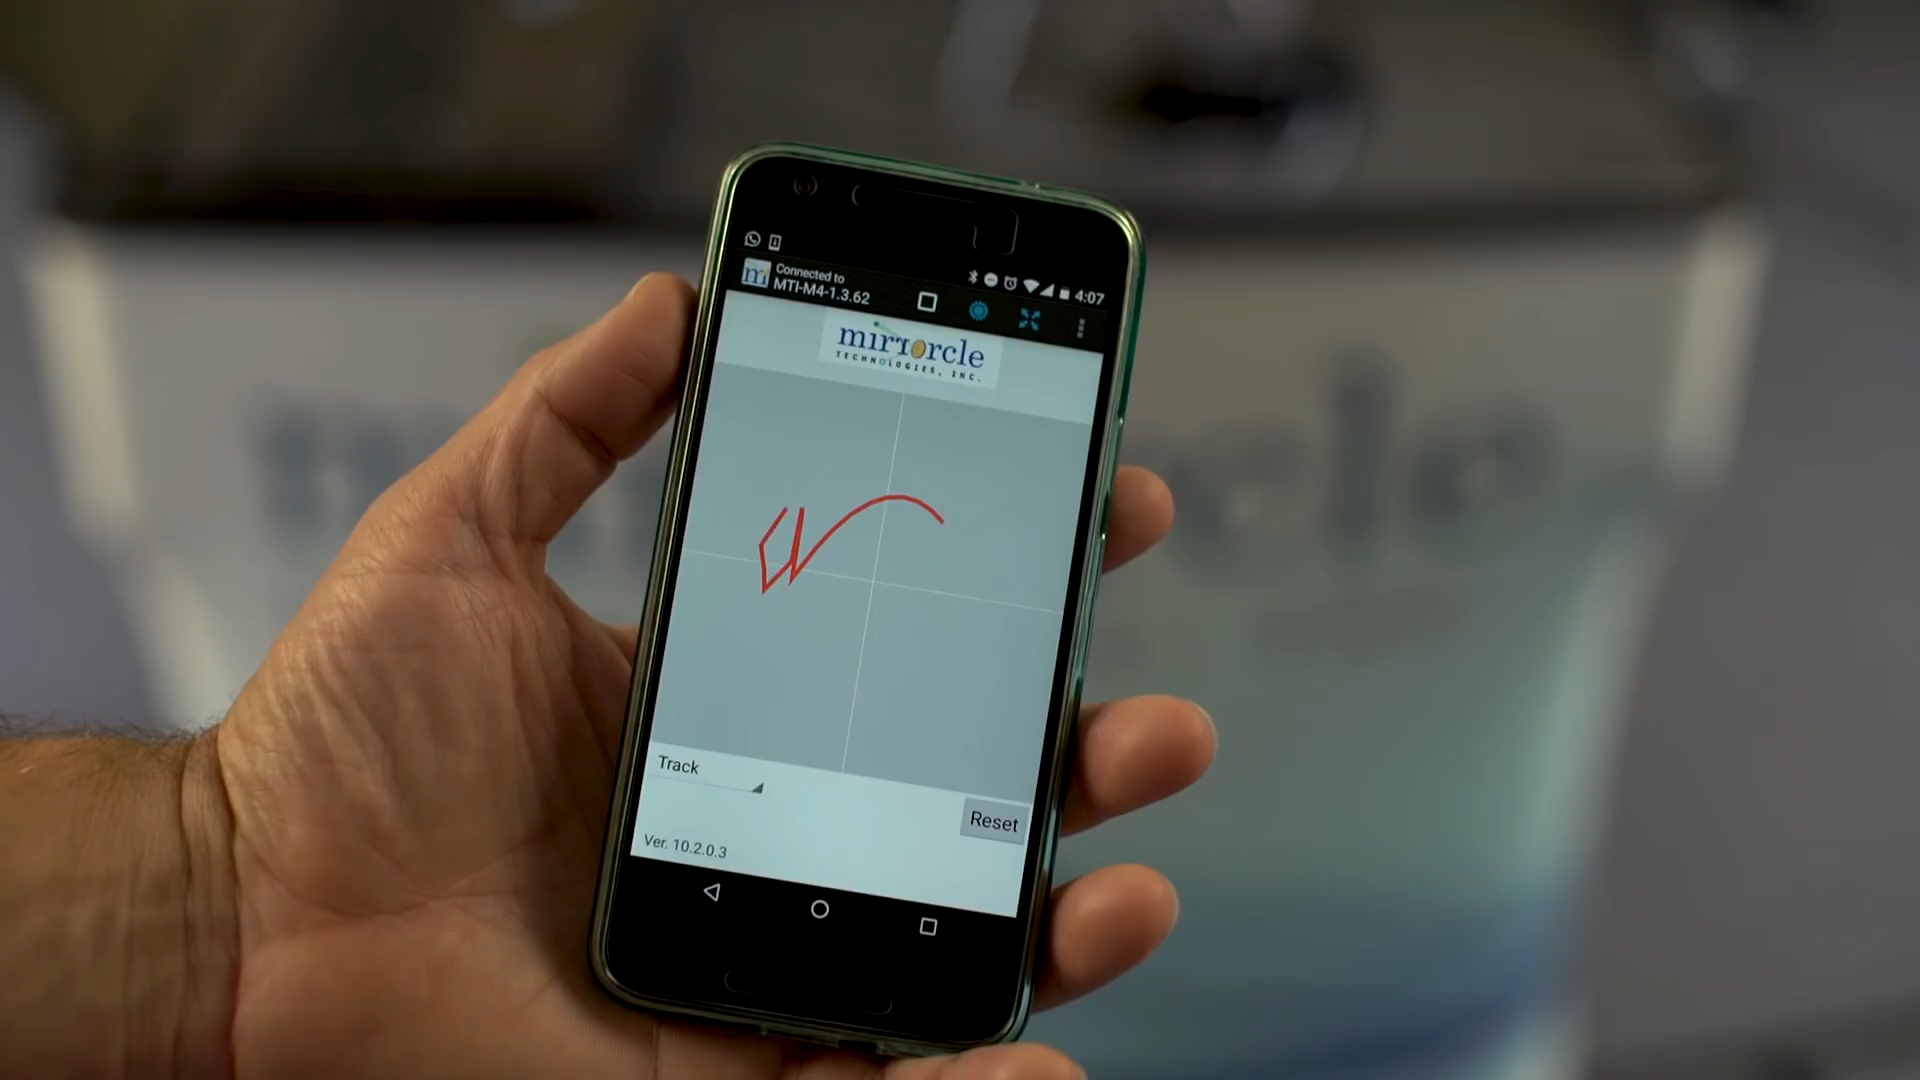 4:07
Connected to
MTI-M4-1.3.62
mirrorcle
TECHNOLOGIES, INC.
Track
Reset
Ver. 10.2.0.3